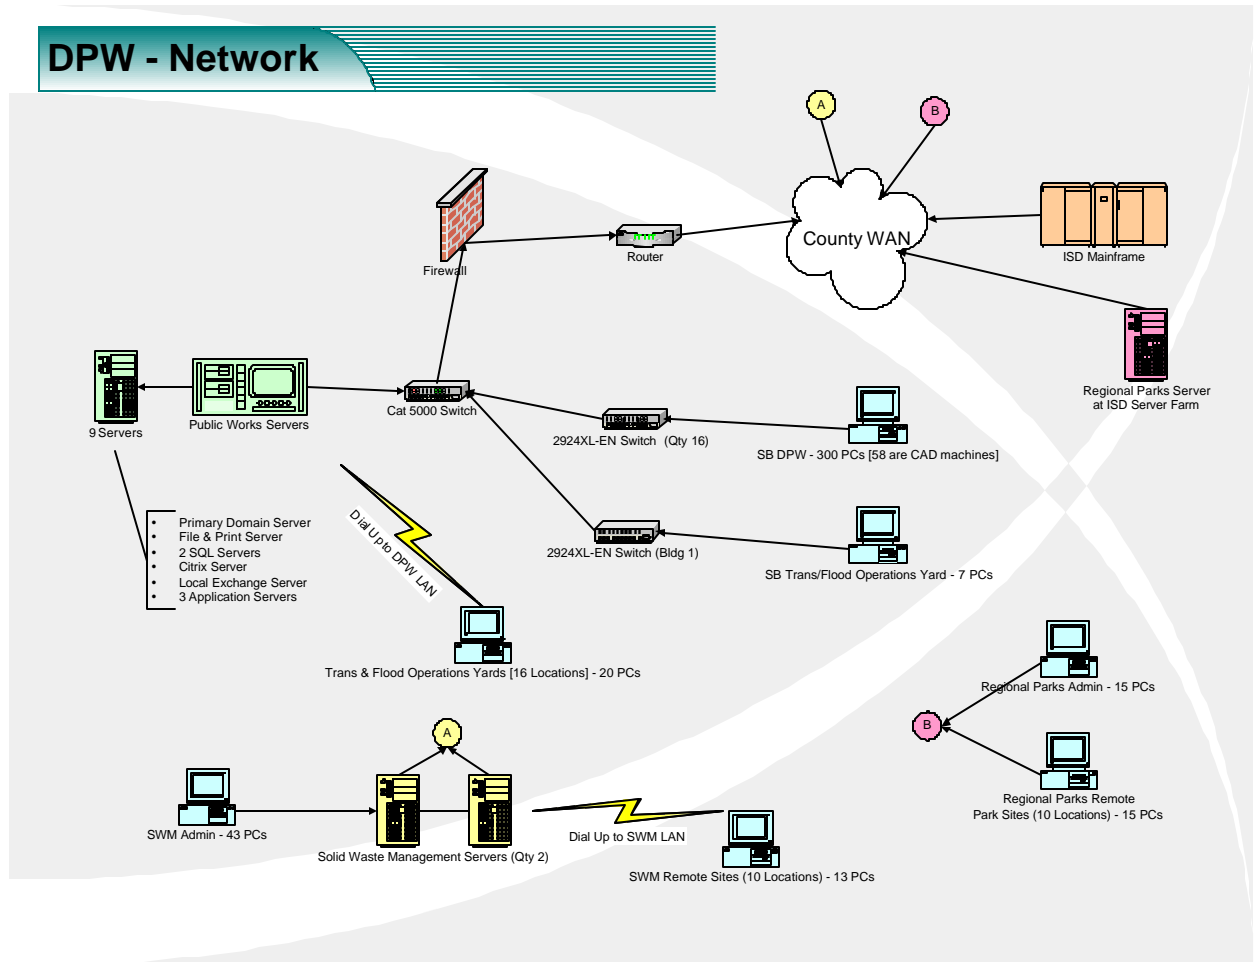 DPW - Network
A
B
County WAN
ISD Mainframe
Firewall
Router
Regional Parks Server
at ISD Server Farm
9 Servers
Public Works Servers
Cat 5000 Switch
2924XL-EN Switch (Qty 16)
SB DPW - 300 PCs [58 are CAD machines]
• Primary Domain Server
• File & Print Server
• 2 SQL Servers
• Citrix Server
• Local Exchange Server
• 3 Application Servers
Dial Up to DPW LAN
2924XL-EN Switch (Bldg 1)
SB Trans/Flood Operations Yard - 7 PCs
Trans & Flood Operations Yards [16 Locations] - 20 PCs
Regional Parks Admin - 15 PCs
B
A
Regional Parks Remote
Park Sites (10 Locations) - 15 PCs
SWM Admin - 43 PCs
Solid Waste Management Servers (Qty 2)
Dial Up to SWM LAN
SWM Remote Sites (10 Locations) - 13 PCs